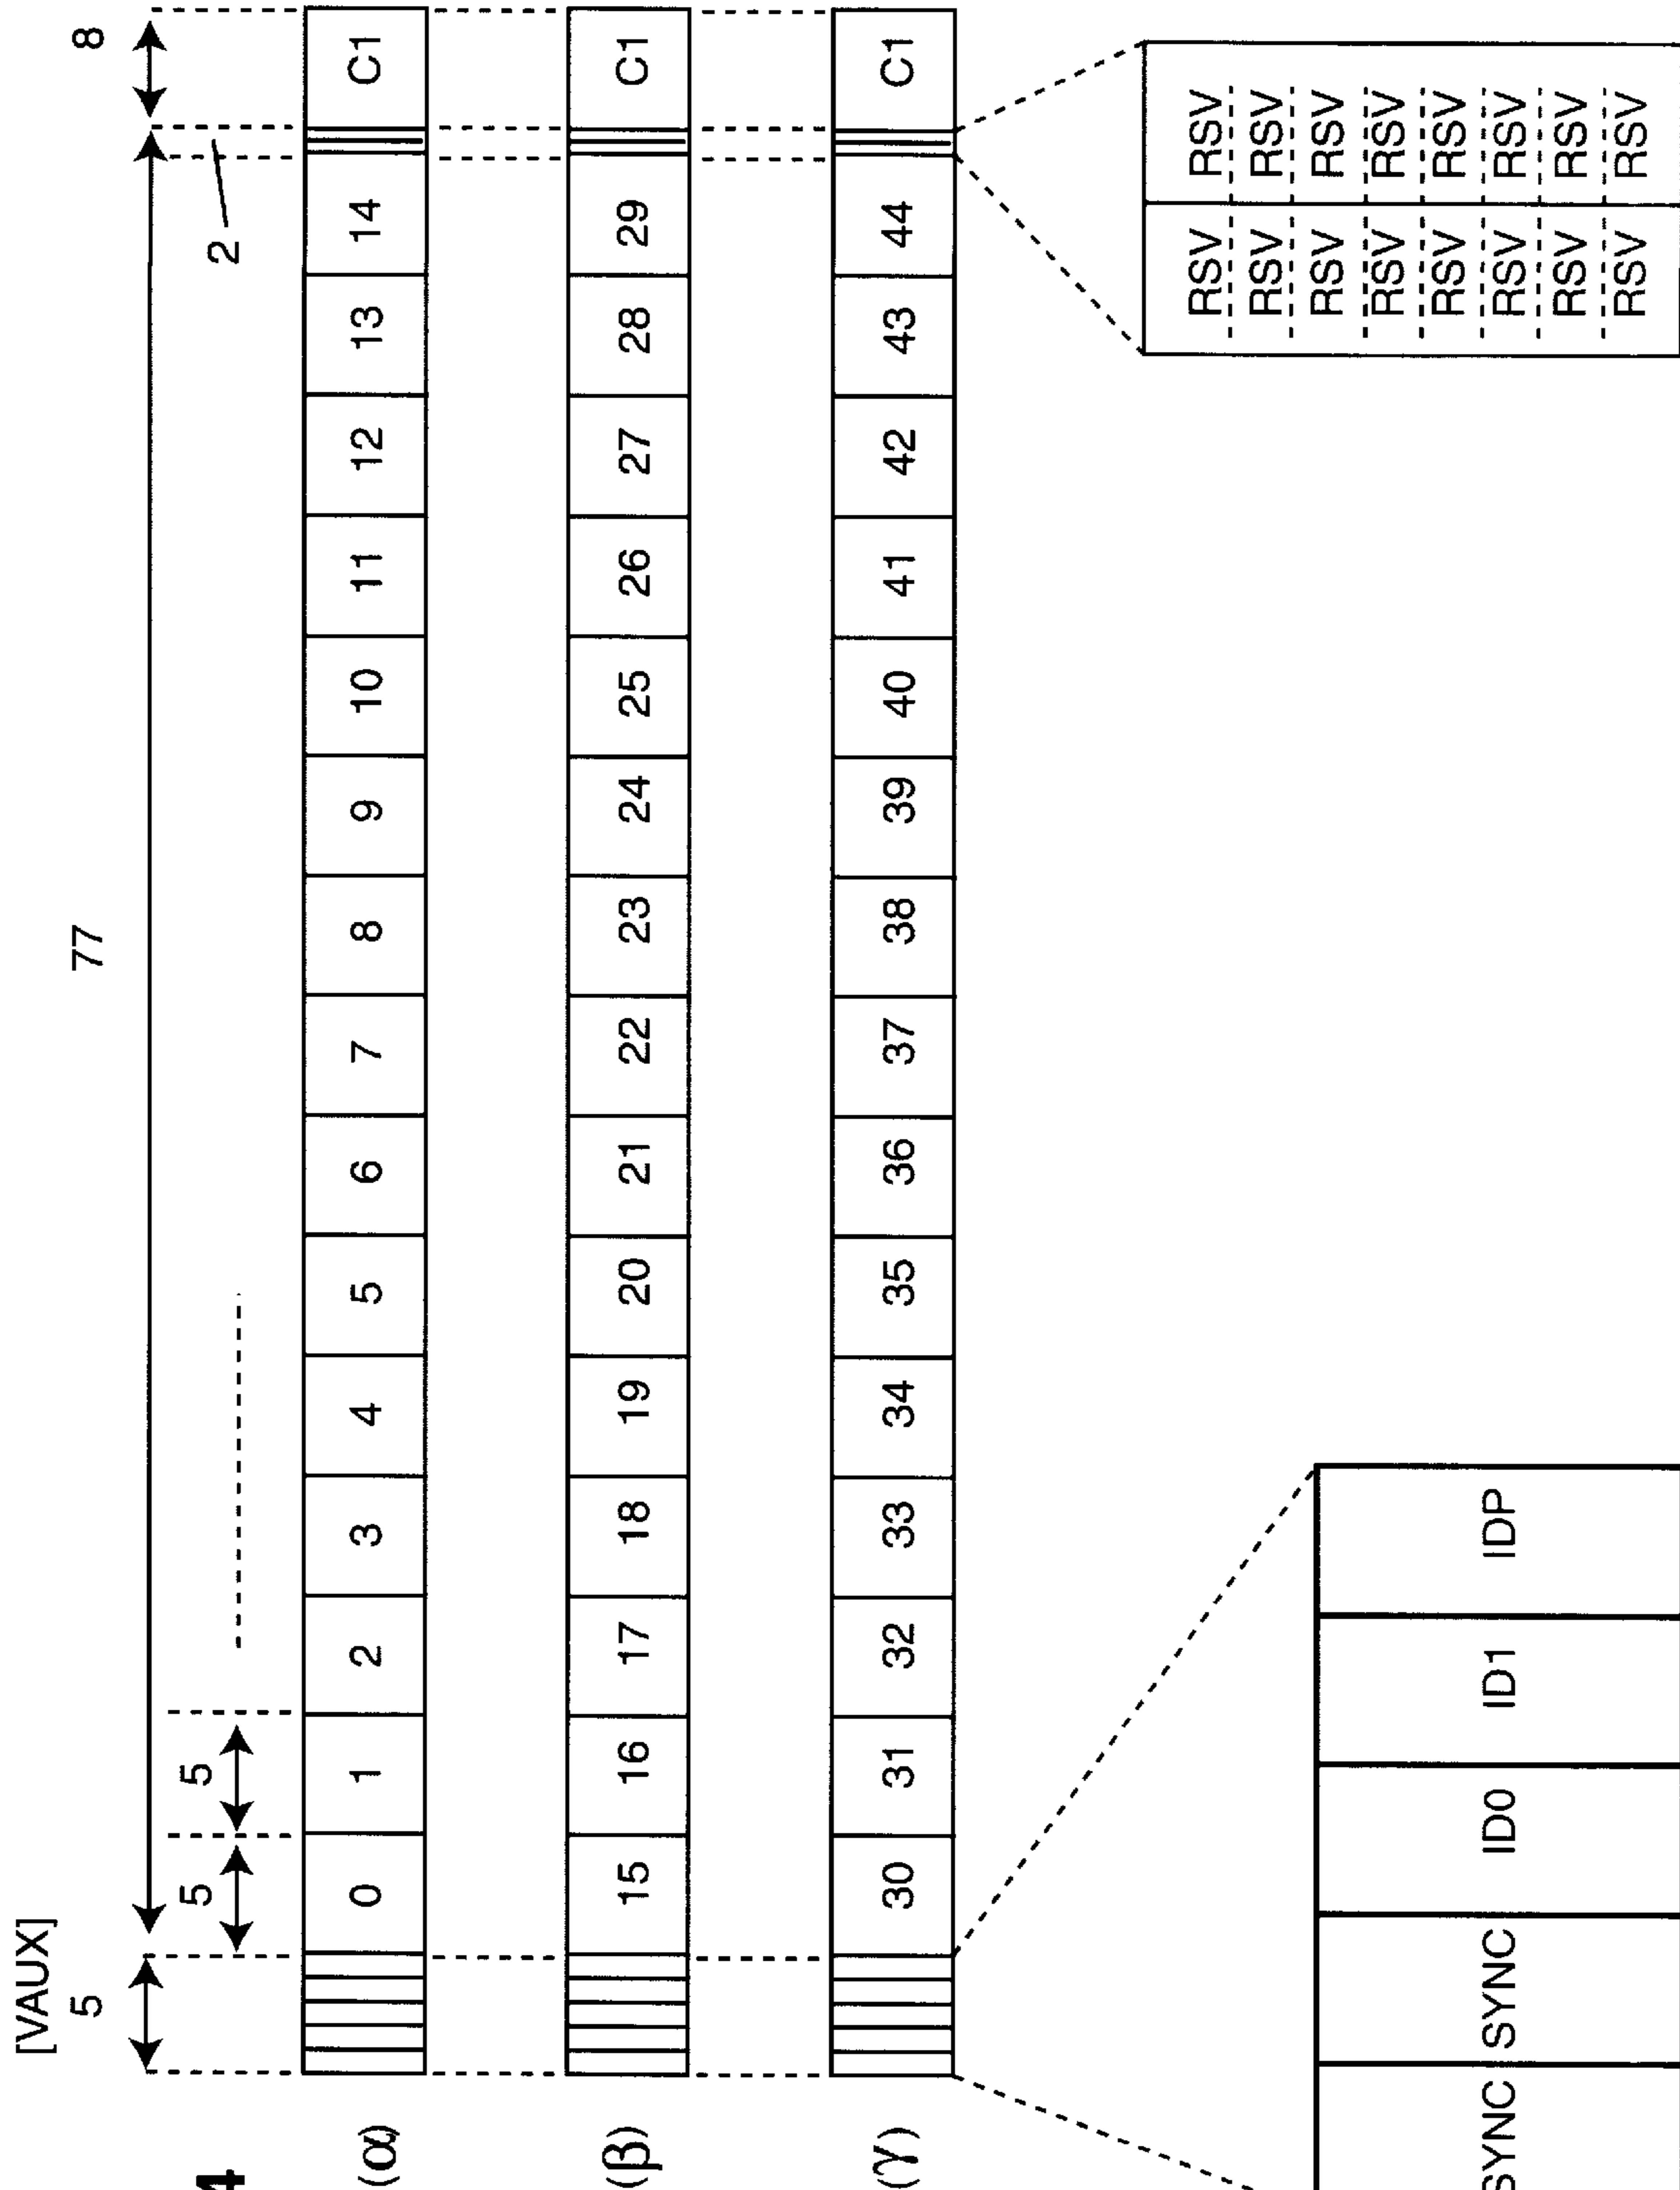 4
[VAUX]
5 77 8
5 5 2
(α) 0 1 2 3 4 5 6 7 8 9 10 11 12 13 14 C1
(β) 15 16 17 18 19 20 21 22 23 24 25 26 27 28 29 C1
(γ) 30 31 32 33 34 35 36 37 38 39 40 41 42 43 44 C1
RSV RSV
RSV RSV
RSV RSV
RSV RSV
RSV RSV
RSV RSV
RSV RSV
RSV RSV
SYNC SYNC ID0 ID1 IDP